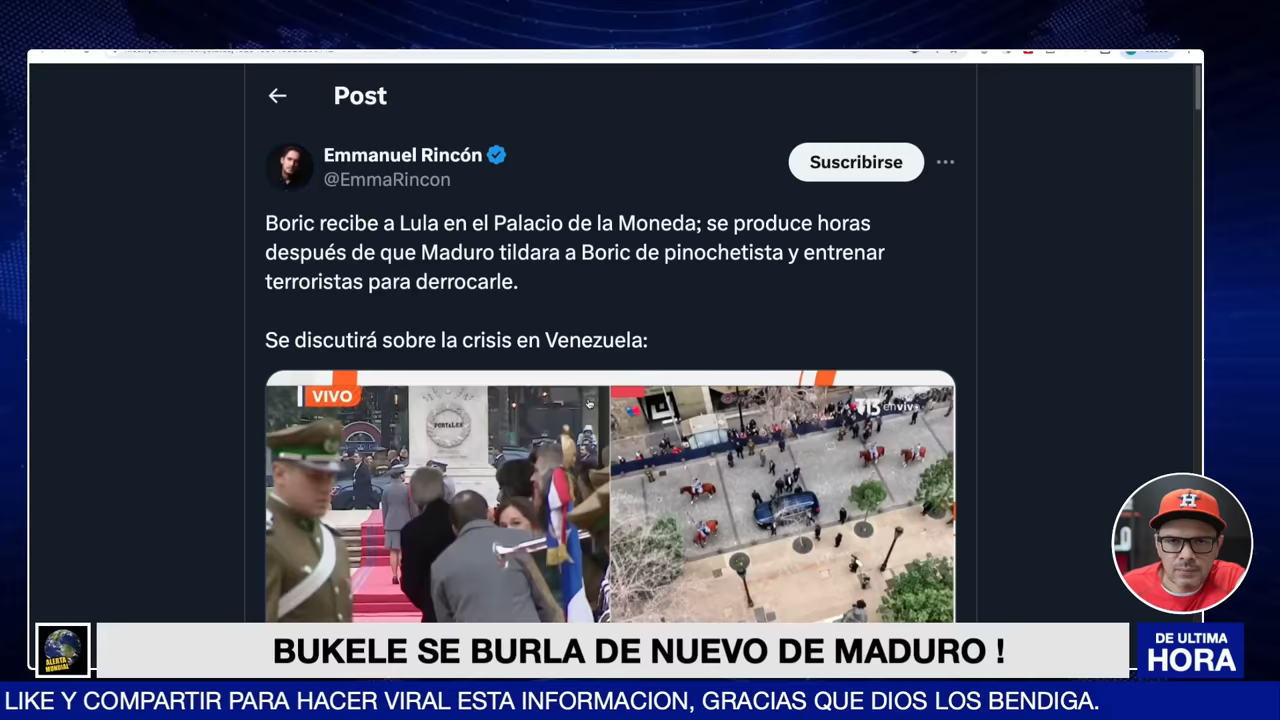 Post
Emmanuel Rincón
@EmmaRincon
Suscribirse
Boric recibe a Lula en el Palacio de la Moneda; se produce horas
después de que Maduro tildara a Boric de pinochetista y entrenar
terroristas para derrocarle.
Se discutirá sobre la crisis en Venezuela:
VIVO
PORTALES
T13 en vivo
ALERTA
MUNDIAL
BUKELE SE BURLA DE NUEVO DE MADURO !
DE ULTIMA
HORA
LIKE Y COMPARTIR PARA HACER VIRAL ESTA INFORMACION, GRACIAS QUE DIOS LOS BENDIGA.